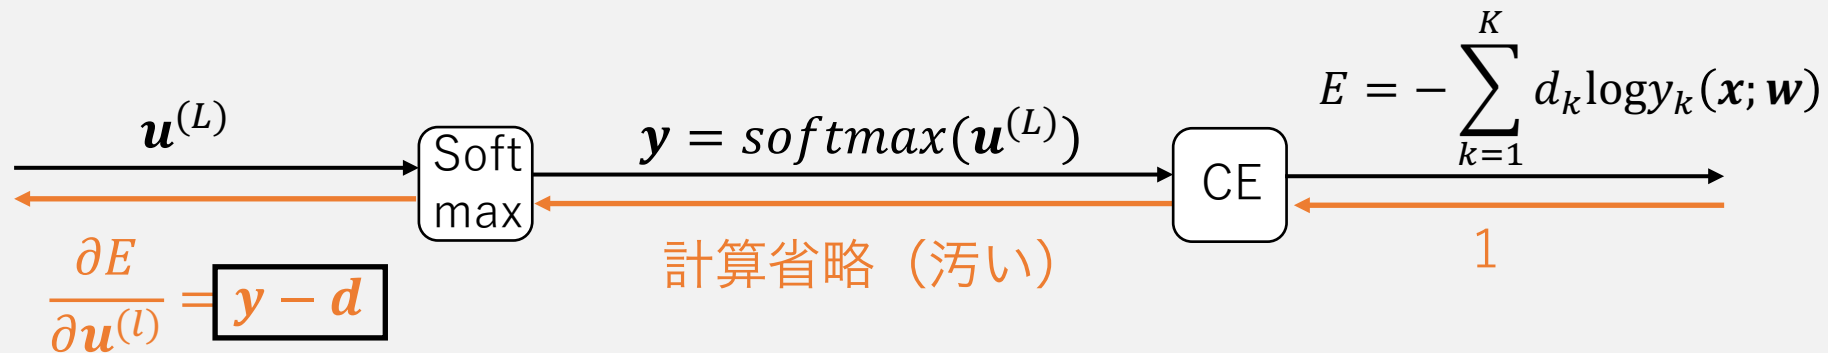 𝒖^(L)
Soft
max
𝒚 = softmax(𝒖^(L))
CE
E = − ∑_{k=1}^{K} d_k log y_k(𝒙; 𝒘)
∂E/∂𝒖^(l) = 𝒚 − 𝒅
計算省略（汚い）
1